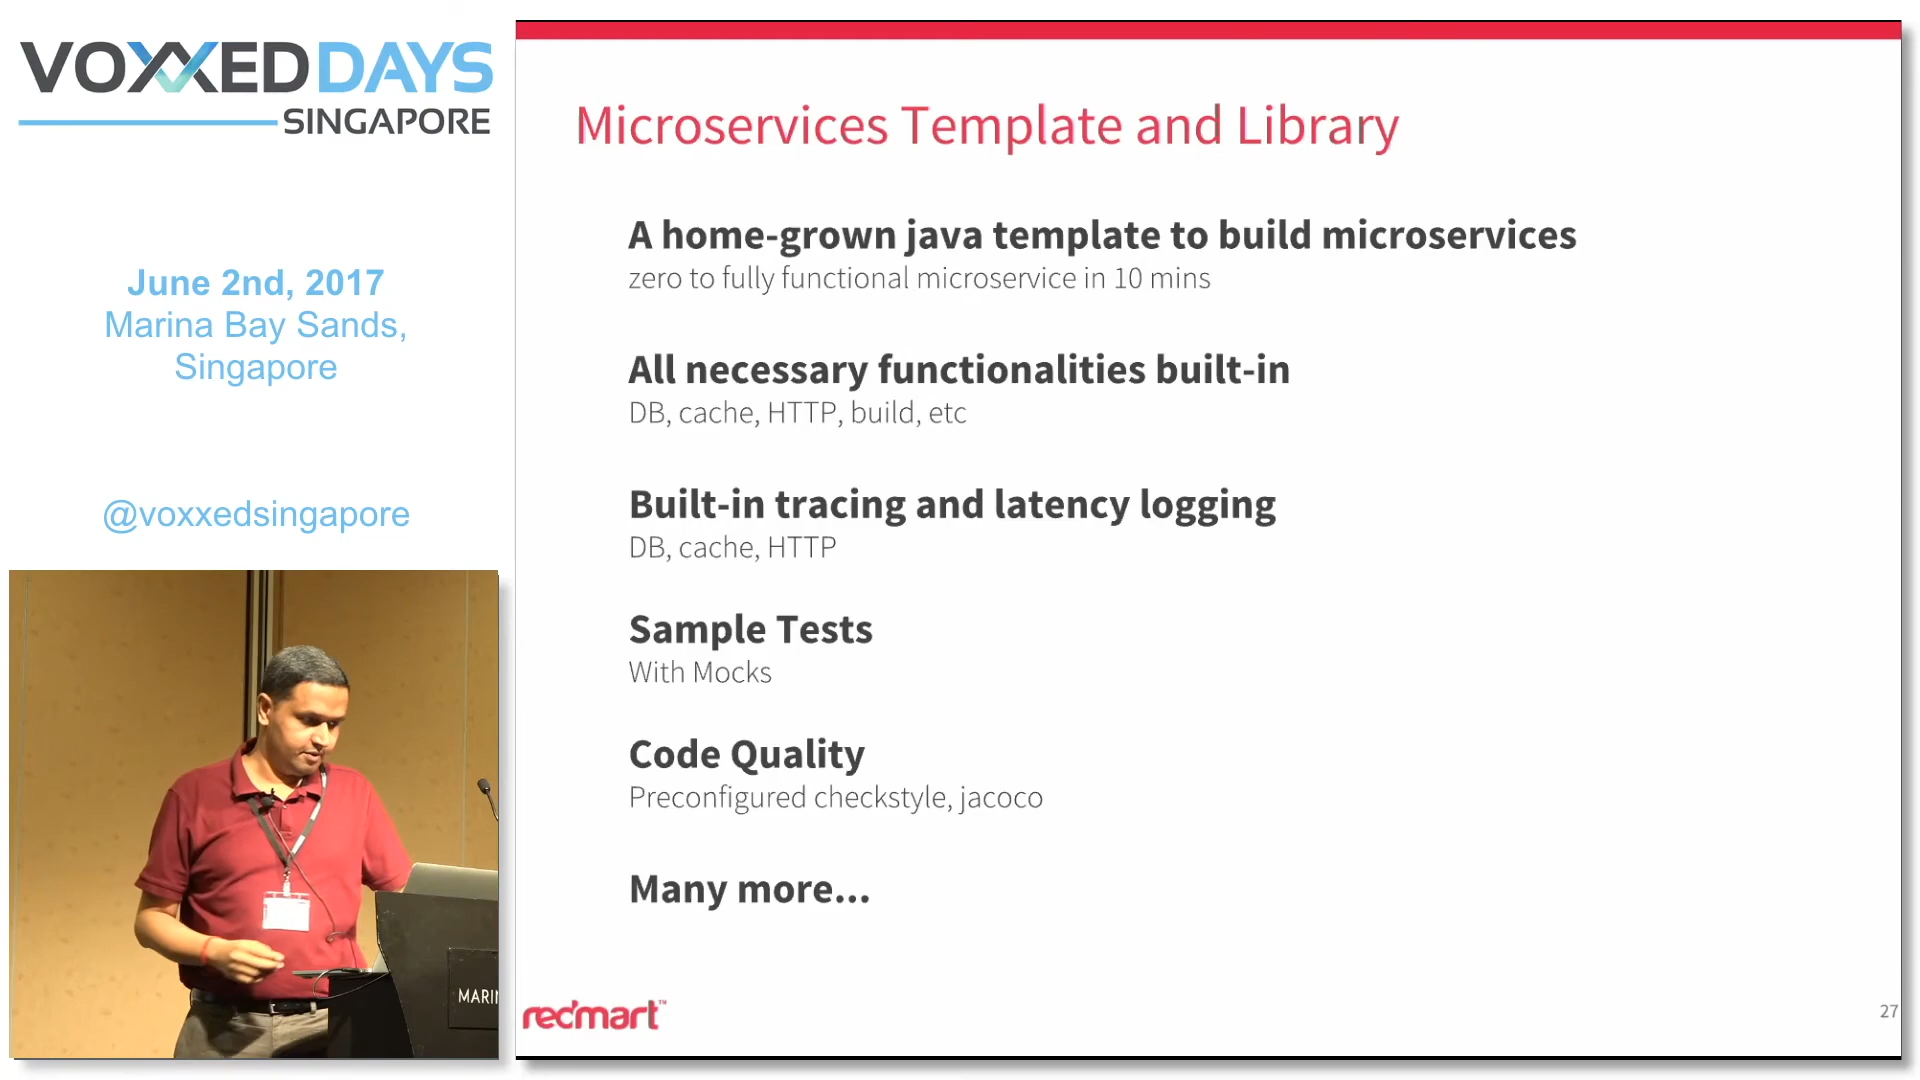 VOXXEDDAYS
SINGAPORE
June 2nd, 2017
Marina Bay Sands,
Singapore
@voxxedsingapore
Microservices Template and Library
A home-grown java template to build microservices
zero to fully functional microservice in 10 mins
All necessary functionalities built-in
DB, cache, HTTP, build, etc
Built-in tracing and latency logging
DB, cache, HTTP
Sample Tests
With Mocks
Code Quality
Preconfigured checkstyle, jacoco
Many more...
redmart™
27
MARI